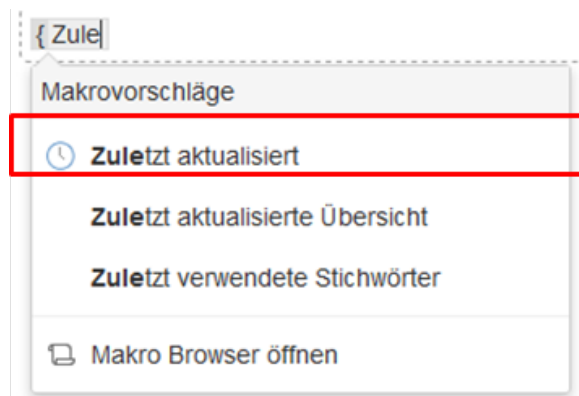 { Zule
Makrovorschläge
Zuletzt aktualisiert
Zuletzt aktualisierte Übersicht
Zuletzt verwendete Stichwörter
Makro Browser öffnen